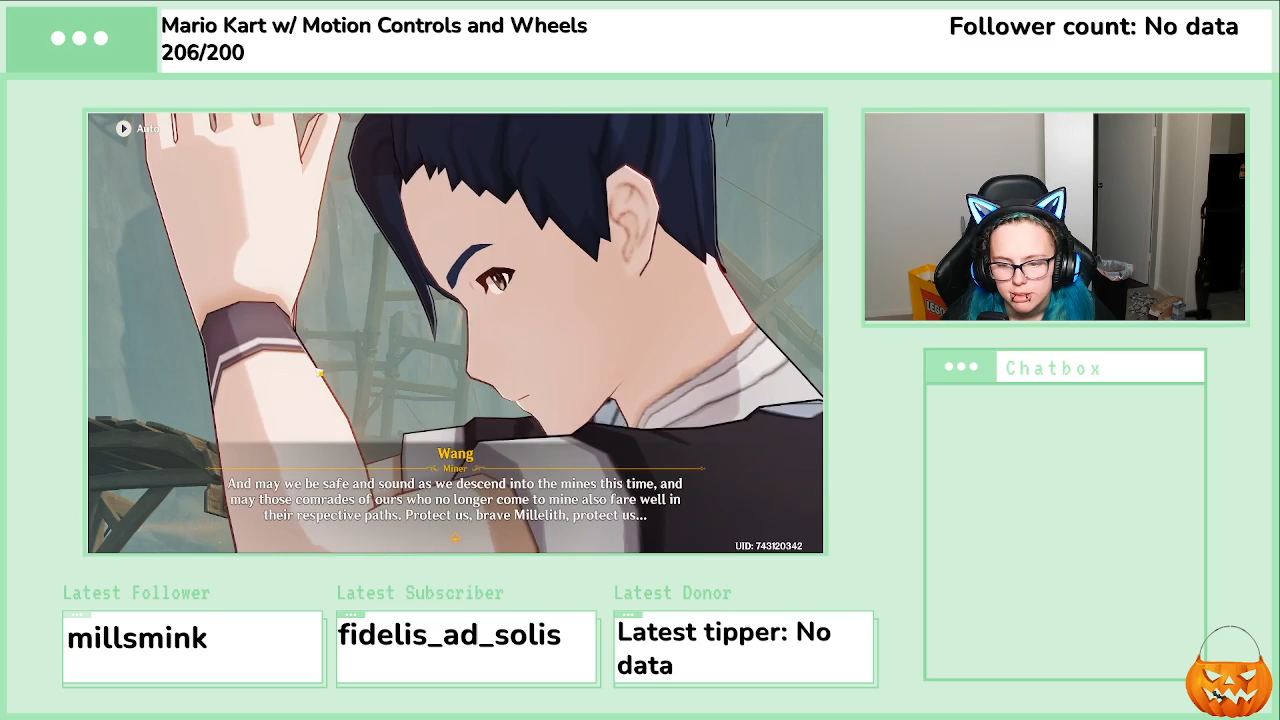 Mario Kart w/ Motion Controls and Wheels
206/200
Follower count: No data
Auto
Wang
Miner
And may we be safe and sound as we descend into the mines this time, and
may those comrades of ours who no longer come to mine also fare well in
their respective paths. Protect us, brave Millelith, protect us...
UID: 743120342
Chatbox
Latest Follower
millsmink
Latest Subscriber
fidelis_ad_solis
Latest Donor
Latest tipper: No
data